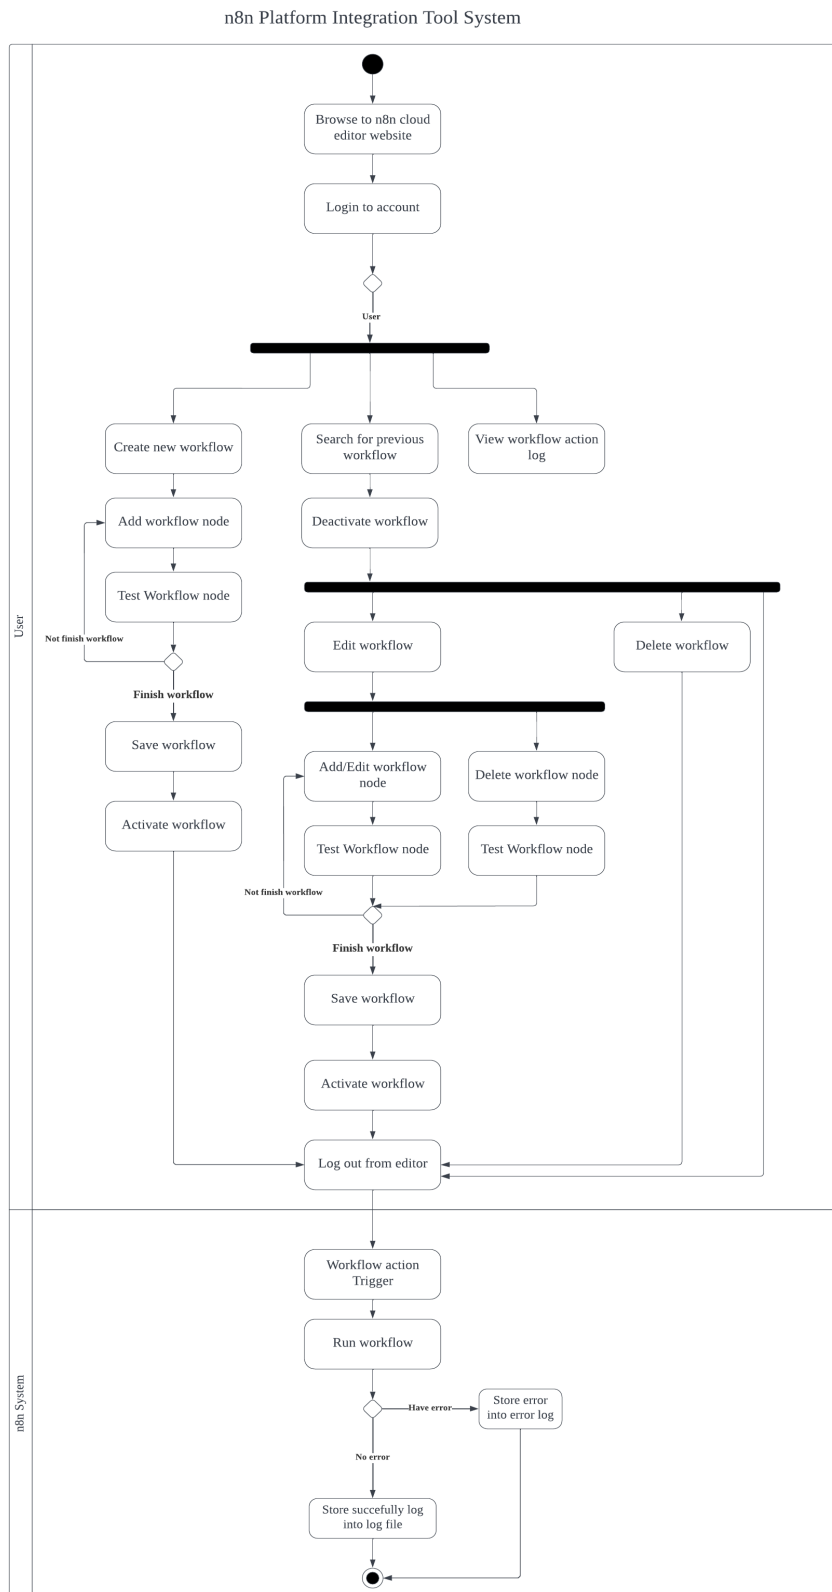 n8n Platform Integration Tool System
Browse to n8n cloud
editor website
Login to account
User
Create new workflow
Search for previous
workflow
View workflow action
log
Add workflow node
Deactivate workflow
Test Workflow node
User
Not finish workflow
Edit workflow
Delete workflow
Finish workflow
Save workflow
Add/Edit workflow
node
Delete workflow node
Activate workflow
Test Workflow node
Test Workflow node
Not finish workflow
Finish workflow
Save workflow
Activate workflow
Log out from editor
Workflow action
Trigger
Run workflow
n8n System
Have error
Store error
into error log
No error
Store succefully log
into log file